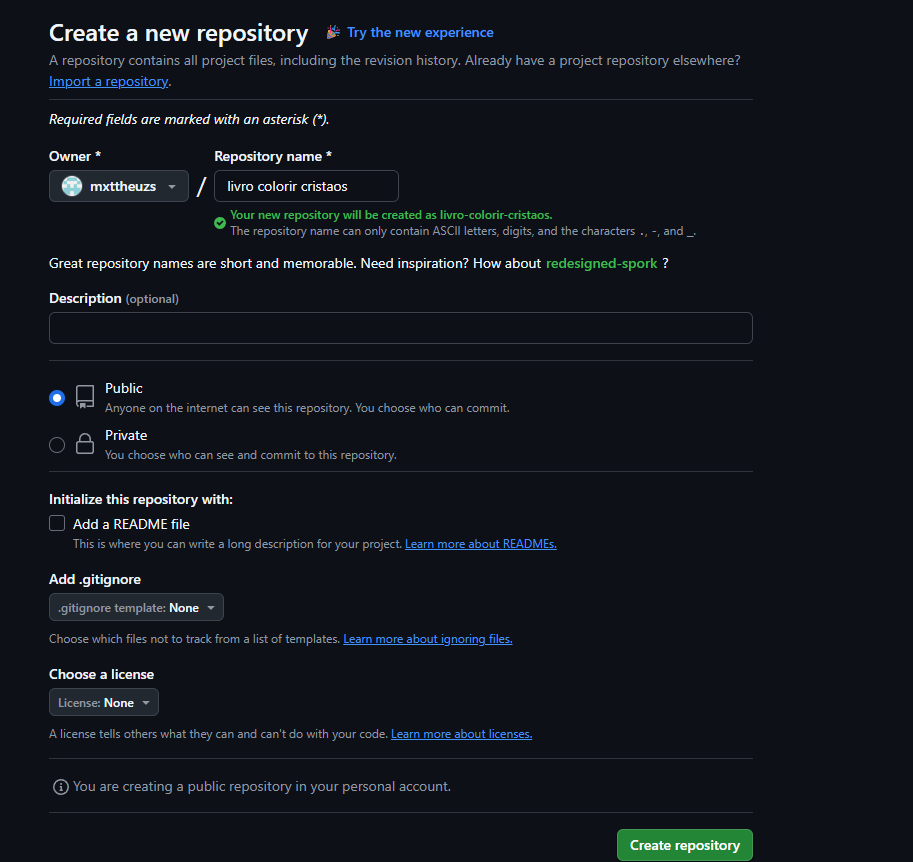 Create a new repository 🎉 Try the new experience
A repository contains all project files, including the revision history. Already have a project repository elsewhere?
Import a repository.
Required fields are marked with an asterisk (*).
Owner * Repository name *
mxttheuzs / livro colorir cristaos
Your new repository will be created as livro-colorir-cristaos.
The repository name can only contain ASCII letters, digits, and the characters ., -, and _.
Great repository names are short and memorable. Need inspiration? How about redesigned-spork ?
Description (optional)
Public
Anyone on the internet can see this repository. You choose who can commit.
Private
You choose who can see and commit to this repository.
Initialize this repository with:
Add a README file
This is where you can write a long description for your project. Learn more about READMEs.
Add .gitignore
.gitignore template: None
Choose which files not to track from a list of templates. Learn more about ignoring files.
Choose a license
License: None
A license tells others what they can and can't do with your code. Learn more about licenses.
You are creating a public repository in your personal account.
Create repository